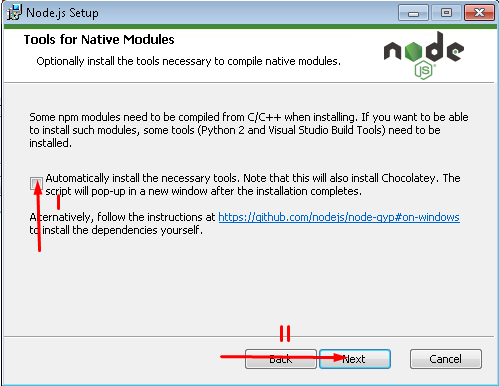 Node.js Setup
Tools for Native Modules
Optionally install the tools necessary to compile native modules.
node
JS
Some npm modules need to be compiled from C/C++ when installing. If you want to be able
to install such modules, some tools (Python 2 and Visual Studio Build Tools) need to be
installed.
Automatically install the necessary tools. Note that this will also install Chocolatey. The
script will pop-up in a new window after the installation completes.
I
Alternatively, follow the instructions at https://github.com/nodejs/node-gyp#on-windows
to install the dependencies yourself.
II
Back Next Cancel